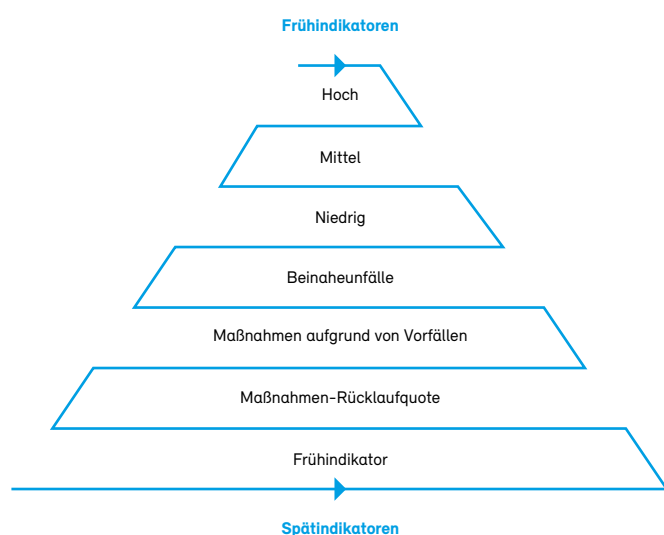 Frühindikatoren
Hoch
Mittel
Niedrig
Beinaheunfälle
Maßnahmen aufgrund von Vorfällen
Maßnahmen-Rücklaufquote
Frühindikator
Spätindikatoren